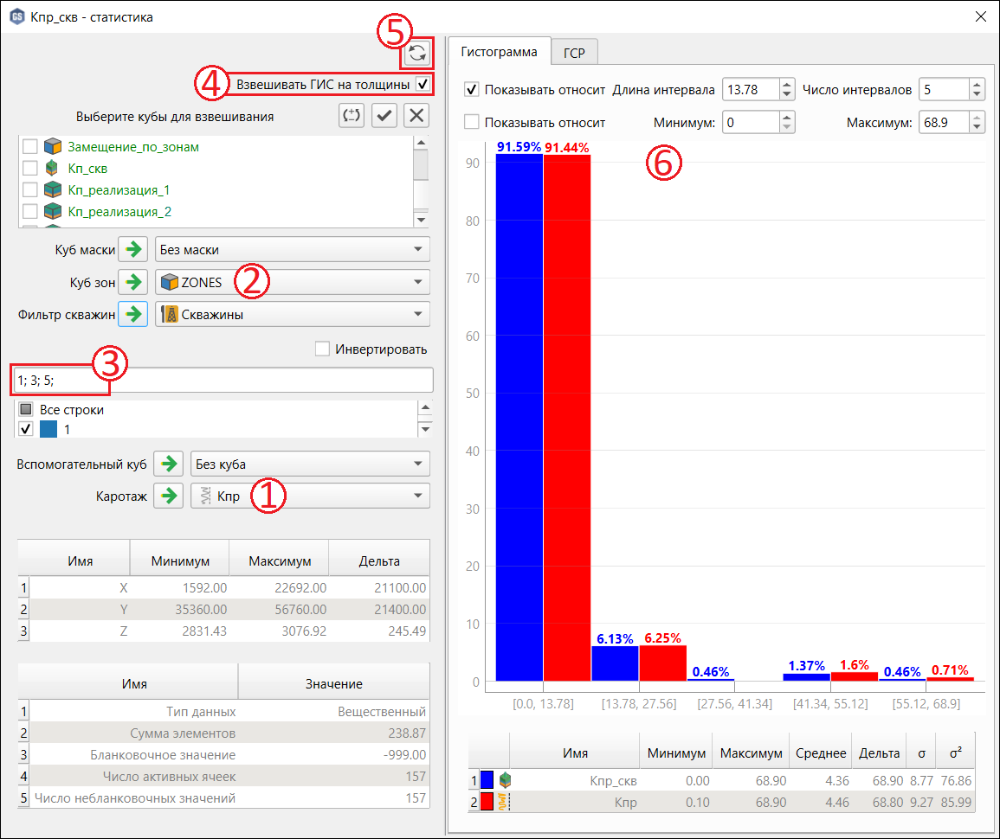 GS Кпр_скв - статистика
5
4 Взвешивать ГИС на толщины
Выберите кубы для взвешивания
Замещение_по_зонам
Кп_скв
Кп_реализация_1
Кп_реализация_2
Куб маски Без маски
Куб зон ZONES 2
Фильтр скважин Скважины
Инвертировать
3
1; 3; 5;
Все строки
1
Вспомогательный куб Без куба
Каротаж Кпр 1
Имя Минимум Максимум Дельта
1 X 1592.00 22692.00 21100.00
2 Y 35360.00 56760.00 21400.00
3 Z 2831.43 3076.92 245.49
Имя Значение
1 Тип данных Вещественный
2 Сумма элементов 238.87
3 Бланковочное значение -999.00
4 Число активных ячеек 157
5 Число небланковочных значений 157
Гистограмма ГСР
Показывать относит Длина интервала 13.78 Число интервалов 5
Показывать относит Минимум: 0 Максимум: 68.9
91.59% 91.44%
6
90
80
70
60
50
40
30
20
10
0
6.13% 6.25%
0.46%
1.37% 1.6%
0.46% 0.71%
[0.0, 13.78] [13.78, 27.56] [27.56, 41.34] [41.34, 55.12] [55.12, 68.9]
Имя Минимум Максимум Среднее Дельта σ σ²
1 Кпр_скв 0.00 68.90 4.36 68.90 8.77 76.86
2 Кпр 0.10 68.90 4.46 68.80 9.27 85.99